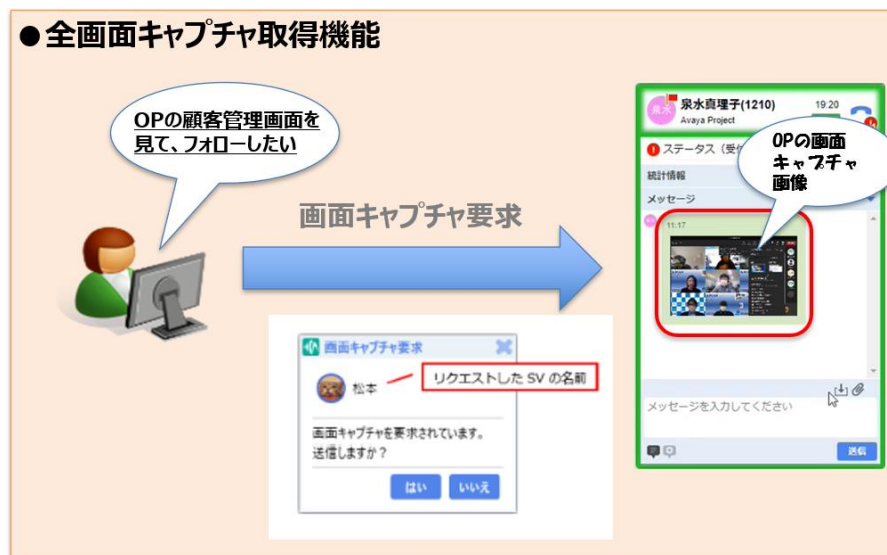 ●全画面キャプチャ取得機能
OPの顧客管理画面を
見て、フォローしたい
画面キャプチャ要求
画面キャプチャ要求
松本
リクエストした SV の名前
画面キャプチャを要求されています。
送信しますか？
はい
いいえ
泉水真理子(1210)
19:20
Avaya Project
ステータス（受
OPの画面
キャプチャ
画像
統計情報
メッセージ
11:17
メッセージを入力してください
送信